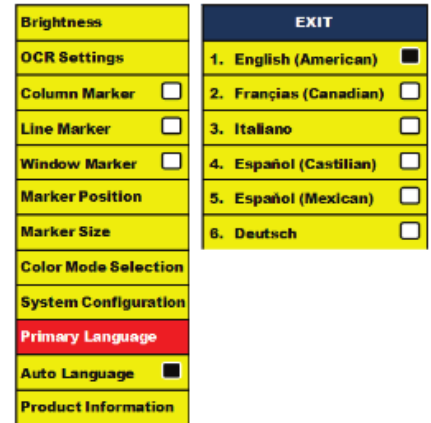 Brightness
OCR Settings
Column Marker
Line Marker
Window Marker
Marker Position
Marker Size
Color Mode Selection
System Configuration
Primary Language
Auto Language
Product Information
EXIT
1. English (American)
2. Françias (Canadian)
3. Italiano
4. Español (Castilian)
5. Español (Mexican)
6. Deutsch